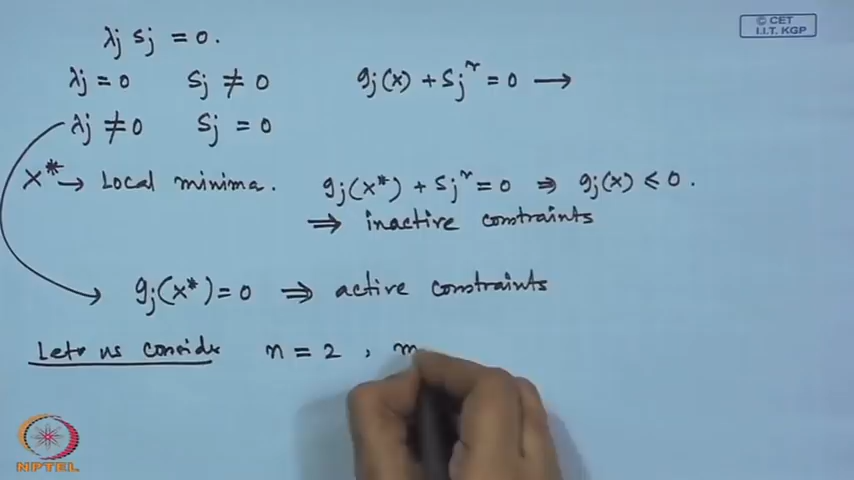 © CET
I.I.T. KGP
λj sj = 0.
λj = 0 sj ≠ 0 gj(x) + sj² = 0 →
λj ≠ 0 sj = 0
X* → Local minima. gj(x*) + sj² = 0 ⇒ gj(x) ≤ 0.
⇒ inactive constraints
gj(x*) = 0 ⇒ active constraints
Let us conside n = 2 , m
NPTEL